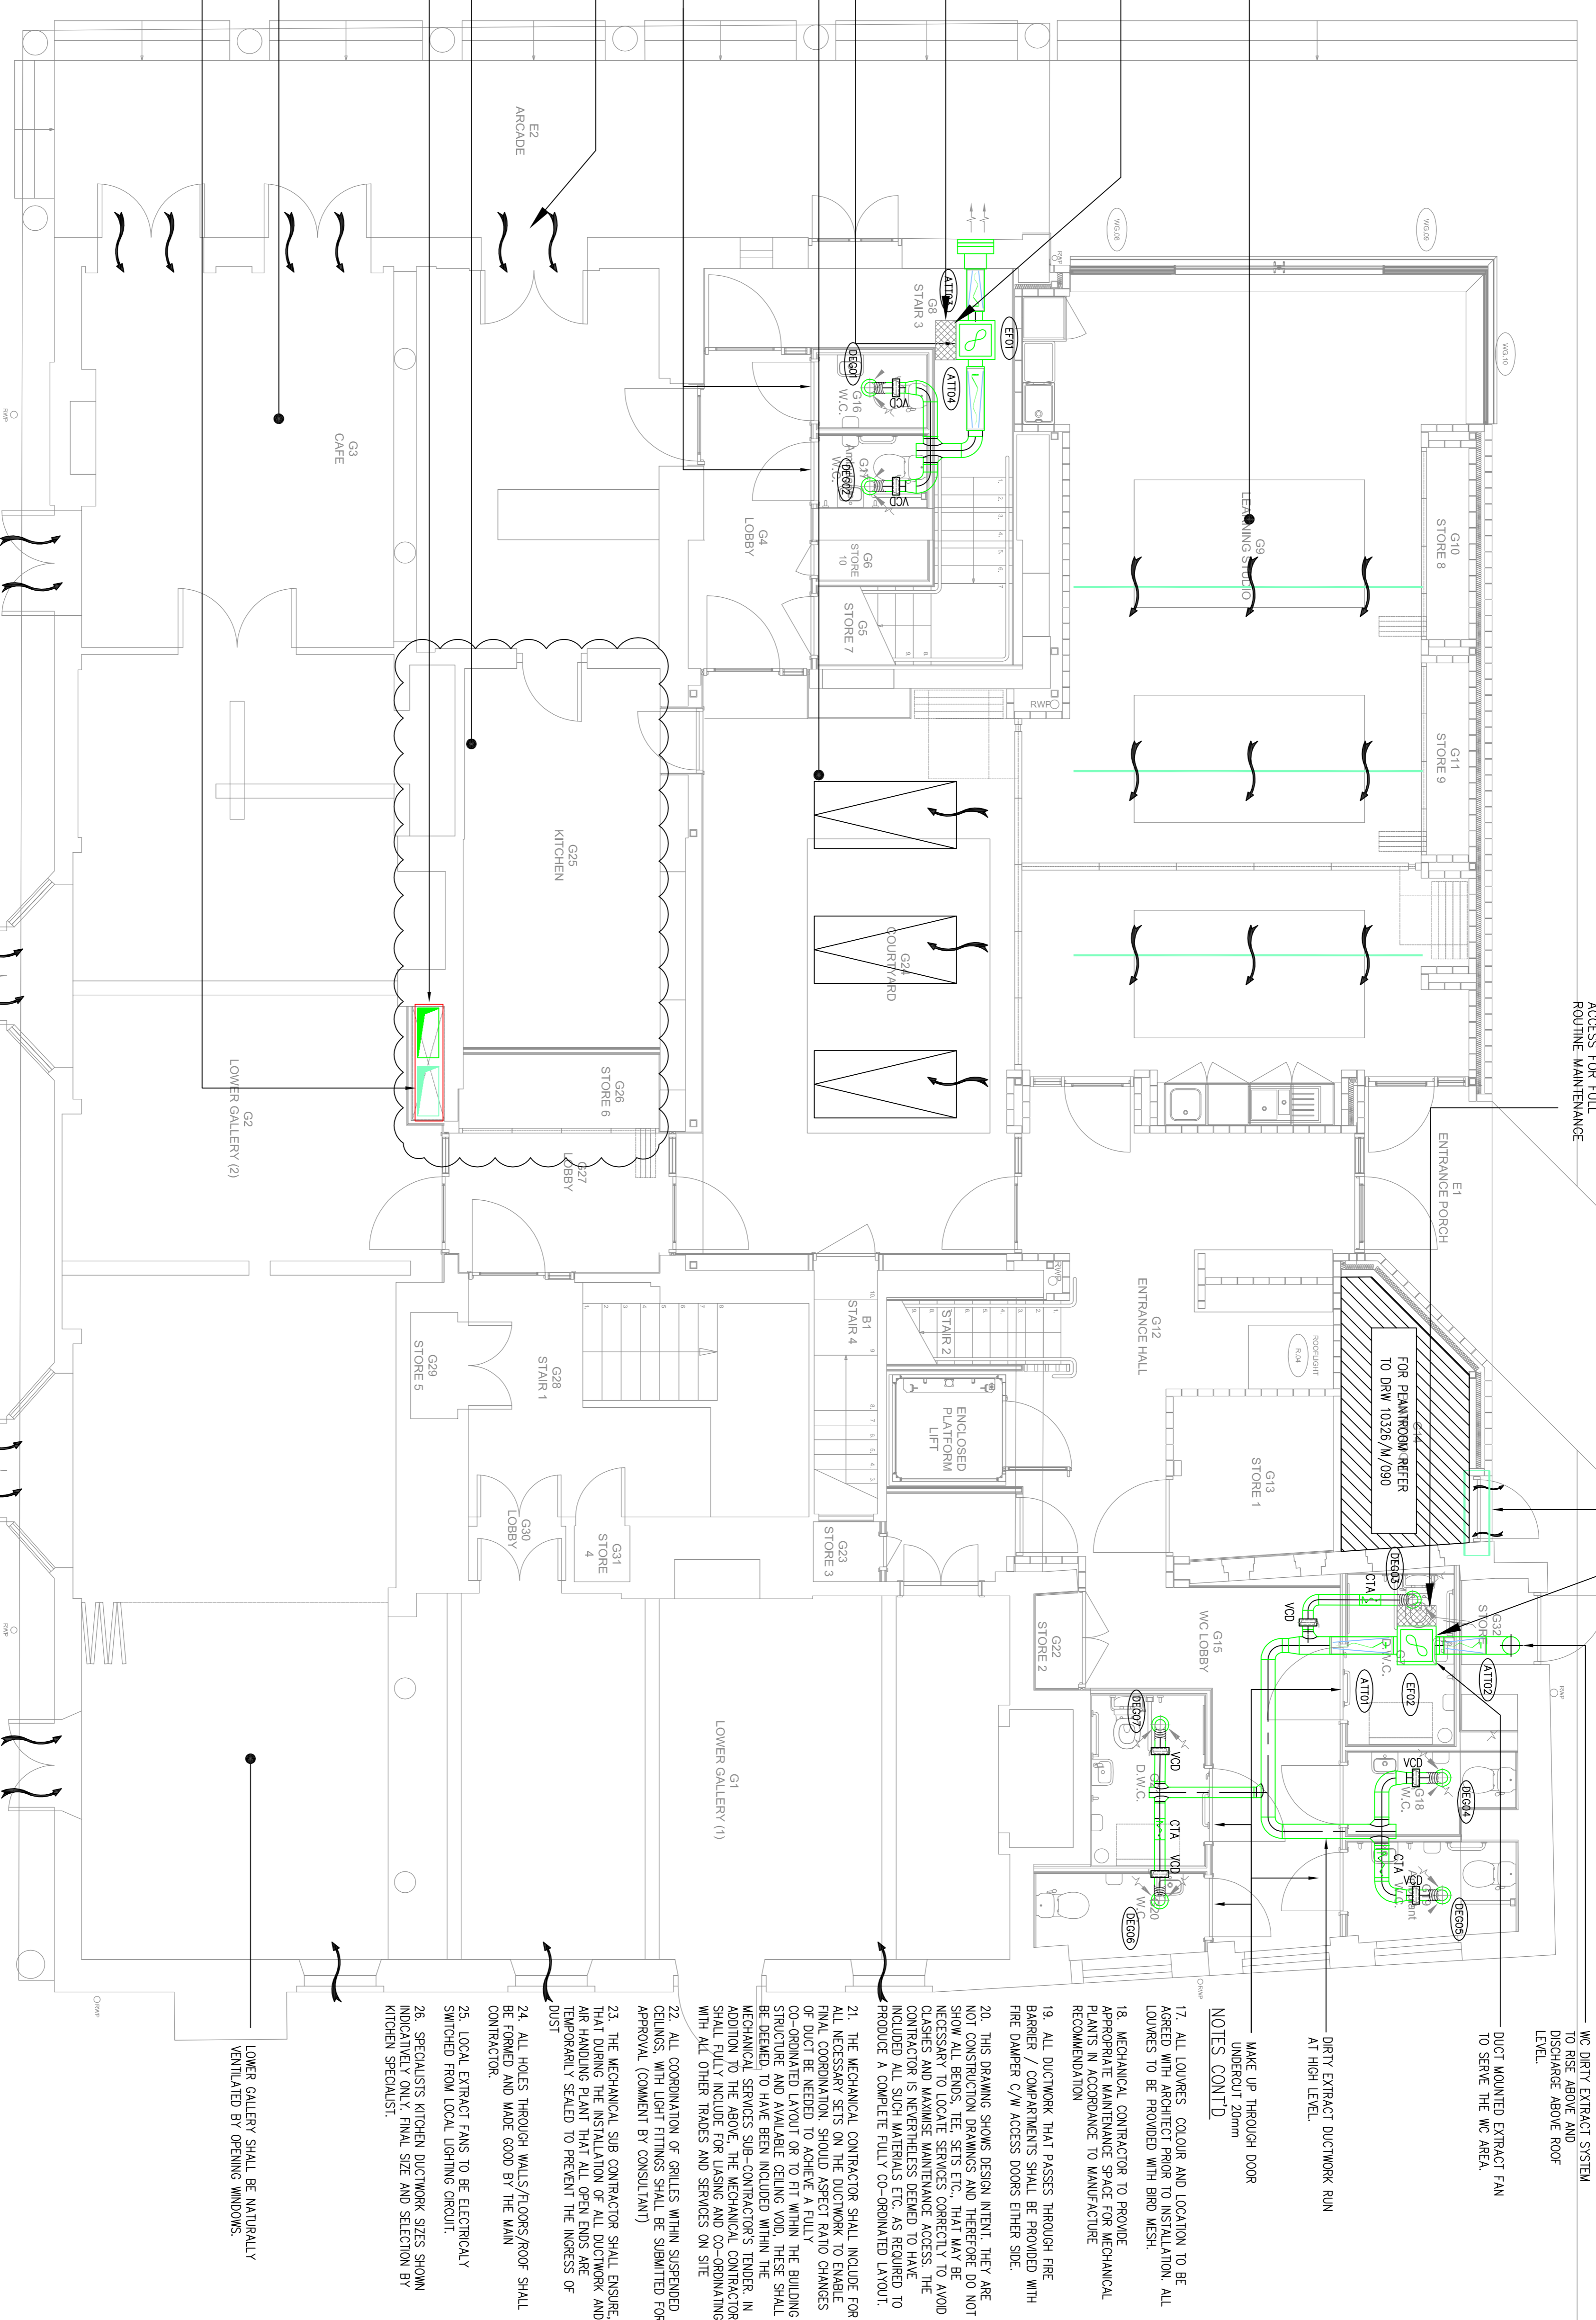 ACCESS FOR FULL
ROUTINE MAINTENANCE
WC DIRTY EXTRACT SYSTEM
TO RISE ABOVE AND
DISCHARGE ABOVE ROOF
LEVEL.
DUCT MOUNTED EXTRACT FAN
TO SERVE THE WC AREA.
DIRTY EXTRACT DUCTWORK RUN
AT HIGH LEVEL.
MAKE UP THROUGH DOOR
UNDERCUT 20mm
NOTES CONT'D
17. ALL LOUVRES COLOUR AND LOCATION TO BE
AGREED WITH ARCHITECT PRIOR TO INSTALLATION. ALL
LOUVRES TO BE PROVIDED WITH BIRD MESH.
18. MECHANICAL CONTRACTOR TO PROVIDE
APPROPRIATE MAINTENANCE SPACE FOR MECHANICAL
PLANTS IN ACCORDANCE TO MANUFACTURE
RECOMMENDATION
19. ALL DUCTWORK THAT PASSES THROUGH FIRE
BARRIER / COMPARTMENTS SHALL BE PROVIDED WITH
FIRE DAMPER C/W ACCESS DOORS EITHER SIDE.
20. THIS DRAWING SHOWS DESIGN INTENT. THEY ARE
NOT CONSTRUCTION DRAWINGS AND THEREFORE DO NOT
SHOW ALL BENDS, TEE, SETS ETC., THAT MAY BE
NECESSARY TO LOCATE SERVICES CORRECTLY TO AVOID
CLASHES AND MAXIMISE MAINTENANCE ACCESS. THE
CONTRACTOR IS NEVERTHELESS DEEMED TO HAVE
INCLUDED ALL SUCH MATERIALS ETC. AS REQUIRED TO
PRODUCE A COMPLETE FULLY CO-ORDINATED LAYOUT.
21. THE MECHANICAL CONTRACTOR SHALL INCLUDE FOR
ALL NECESSARY SETS ON THE DUCTWORK TO ENABLE
FINAL COORDINATION. SHOULD ASPECT RATIO CHANGES
OF DUCT BE NEEDED TO ACHIEVE A FULLY
CO-ORDINATED LAYOUT OR TO FIT WITHIN THE BUILDING
STRUCTURE AND AVAILABLE CEILING VOID, THESE SHALL
BE DEEMED TO HAVE BEEN INCLUDED WITHIN THE
MECHANICAL SERVICES SUB-CONTRACTOR'S TENDER. IN
ADDITION TO THE ABOVE, THE MECHANICAL CONTRACTOR
SHALL FULLY INCLUDE FOR LIASING AND CO-ORDINATING
WITH ALL OTHER TRADES AND SERVICES ON SITE
22. ALL COORDINATION OF GRILLES WITHIN SUSPENDED
CEILINGS, WITH LIGHT FITTINGS SHALL BE SUBMITTED FOR
APPROVAL (COMMENT BY CONSULTANT)
23. THE MECHANICAL SUB CONTRACTOR SHALL ENSURE,
THAT DURING THE INSTALLATION OF ALL DUCTWORK AND
AIR HANDLING PLANT THAT ALL OPEN ENDS ARE
TEMPORARILY SEALED TO PREVENT THE INGRESS OF
DUST
24. ALL HOLES THROUGH WALLS/FLOORS/ROOF SHALL
BE FORMED AND MADE GOOD BY THE MAIN
CONTRACTOR.
25. LOCAL EXTRACT FANS TO BE ELECTRICALY
SWITCHED FROM LOCAL LIGHTING CIRCUIT.
26. SPECIALISTS KITCHEN DUCTWORK SIZES SHOWN
INDICATIVELY ONLY. FINAL SIZE AND SELECTION BY
KITCHEN SPECIALIST.
LOWER GALLERY SHALL BE NATURALLY
VENTILATED BY OPENING WINDOWS.
WG.08
WG.09
WG.10
E2
ARCADE
G8
STAIR 3
ATT03
EF01
ATT04
DEG01
VCD
G16
W.C.
G17
W.C.
DEG02
VCD
G4
LOBBY
G6
STORE
10
G5
STORE 7
G3
CAFE
G9
LEARNING STUDIO
G10
STORE 8
G11
STORE 9
RWP
RWP
RWP
G25
KITCHEN
G24
COURTYARD
G26
STORE 6
G27
LOBBY
G2
LOWER GALLERY (2)
E1
ENTRANCE PORCH
G12
ENTRANCE HALL
ROOFLIGHT
R.04
RWP
B1
STAIR 4
STAIR 2
ENCLOSED
PLATFORM
LIFT
G28
STAIR 1
G29
STORE 5
G30
LOBBY
G31
STORE
4
G23
STORE 3
G13
STORE 1
G14
FOR PLANTROOM REFER
TO DRW 10326/M/090
G15
WC LOBBY
G22
STORE 2
G32
STORE
DEG03
CTA
VCD
ATT01
EF02
ATT02
W.C.
VCD
G18
W.C.
DEG04
CTA
VCD
W.C.
DEG05
DEG07
VCD
D.W.C.
CTA
VCD
G20
W.C.
DEG06
G1
LOWER GALLERY (1)
RWP
RWP
RWP
RWP